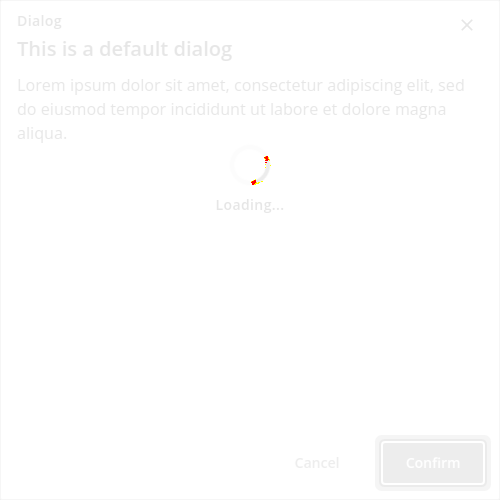 Dialog
This is a default dialog
Lorem ipsum dolor sit amet, consectetur adipiscing elit, sed
do eiusmod tempor incididunt ut labore et dolore magna
aliqua.
Loading...
Cancel
Confirm